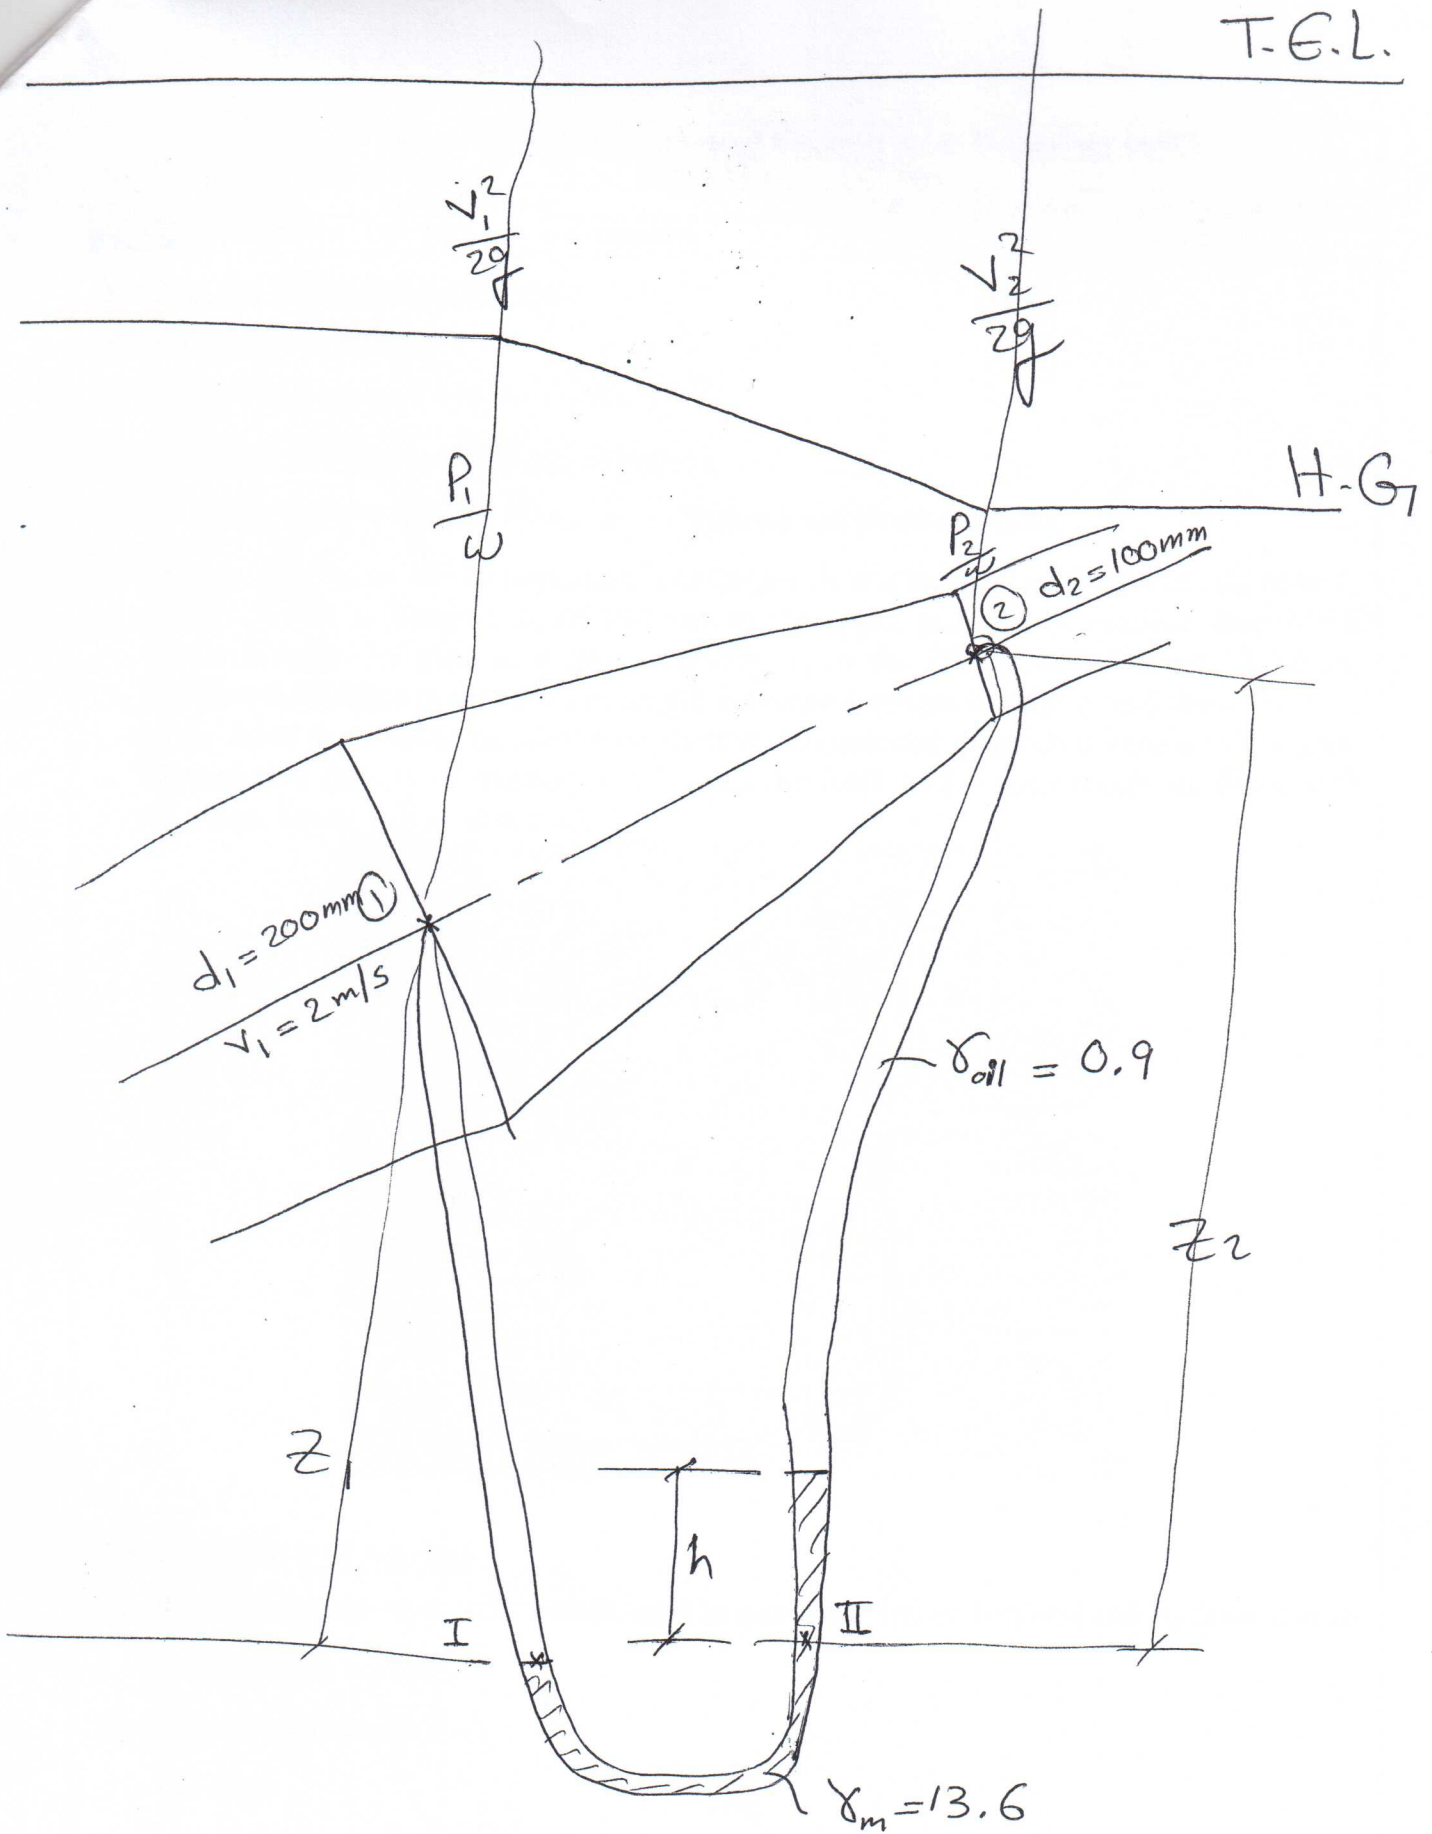 T.E.L.
V₁²
2g
V₂²
2g
P₁
ω
H.G
P₂
ω
② d₂=100mm
d₁=200mm ①
V₁=2m/s
γoil = 0.9
Z₂
Z₁
h
I
II
γm=13.6